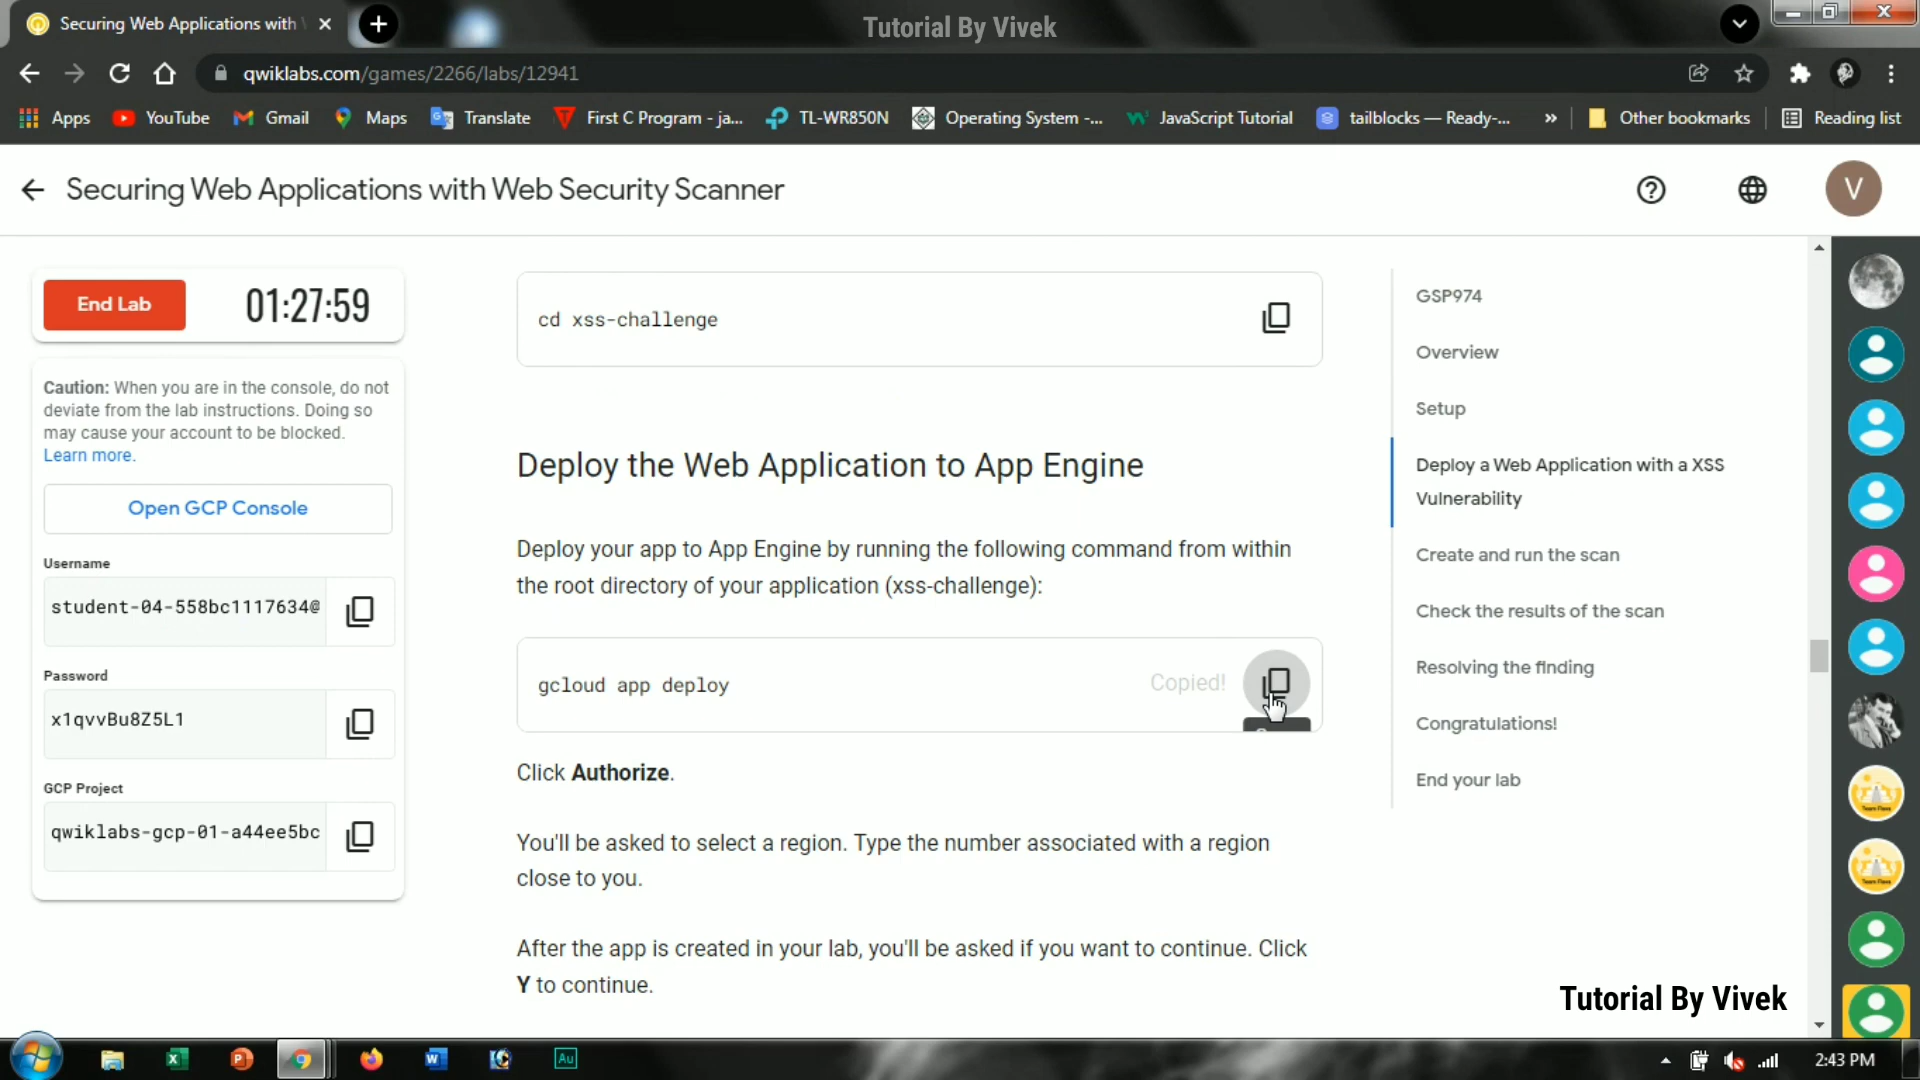 Securing Web Applications with
Tutorial By Vivek
qwiklabs.com/games/2266/labs/12941
Apps
YouTube
Gmail
Maps
Translate
First C Program - ja...
TL-WR850N
Operating System -...
JavaScript Tutorial
tailblocks — Ready-...
»
Other bookmarks
Reading list
Securing Web Applications with Web Security Scanner
V
End Lab
01:27:59
Caution: When you are in the console, do not
deviate from the lab instructions. Doing so
may cause your account to be blocked.
Learn more.
Open GCP Console
Username
student-04-558bc1117634@
Password
x1qvvBu8Z5L1
GCP Project
qwiklabs-gcp-01-a44ee5bc
cd xss-challenge
Deploy the Web Application to App Engine
Deploy your app to App Engine by running the following command from within
the root directory of your application (xss-challenge):
gcloud app deploy
Copied!
Click Authorize.
You'll be asked to select a region. Type the number associated with a region
close to you.
After the app is created in your lab, you'll be asked if you want to continue. Click
Y to continue.
GSP974
Overview
Setup
Deploy a Web Application with a XSS
Vulnerability
Create and run the scan
Check the results of the scan
Resolving the finding
Congratulations!
End your lab
Tutorial By Vivek
Au
2:43 PM